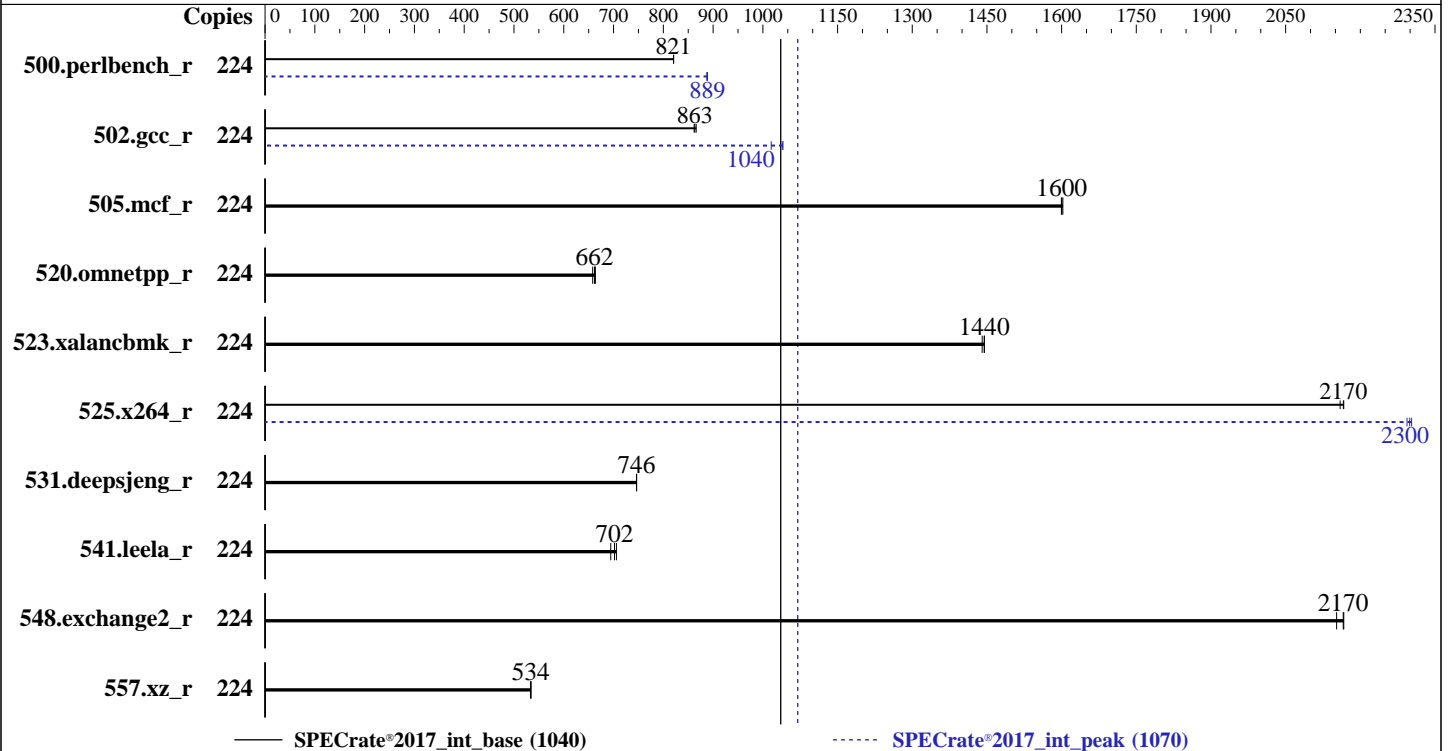 Copies 0 100 200 300 400 500 600 700 800 900 1000 1150 1300 1450 1600 1750 1900 2050 2350
500.perlbench_r 224 821
889
502.gcc_r 224 863
1040
505.mcf_r 224 1600
520.omnetpp_r 224 662
523.xalancbmk_r 224 1440
525.x264_r 224 2170
2300
531.deepsjeng_r 224 746
541.leela_r 224 702
548.exchange2_r 224 2170
557.xz_r 224 534
SPECrate®2017_int_base (1040) SPECrate®2017_int_peak (1070)